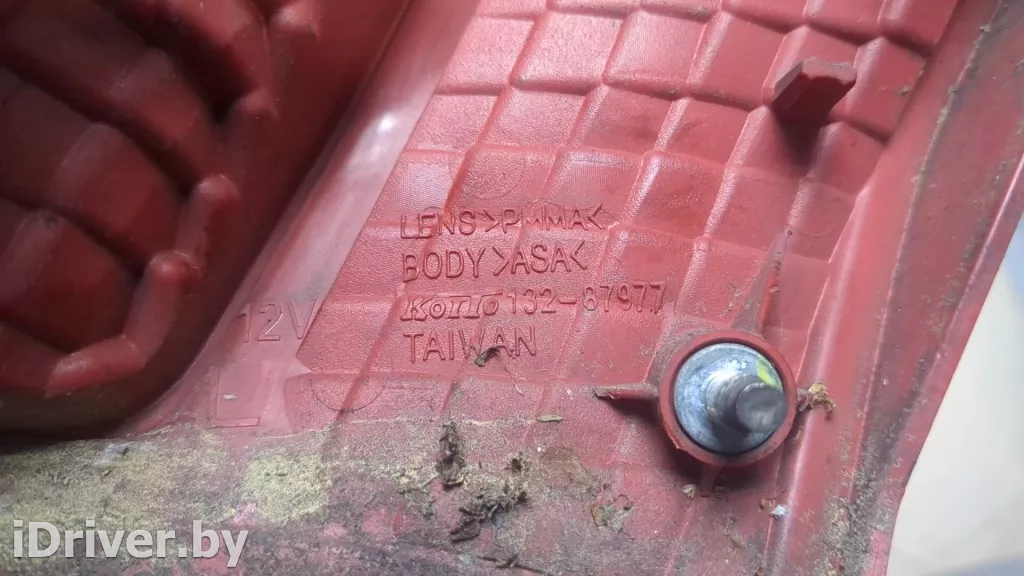 LENS >PMMA<
BODY >ASA<
Koito 132-87977
TAIWAN
12V
L
iDriver.by